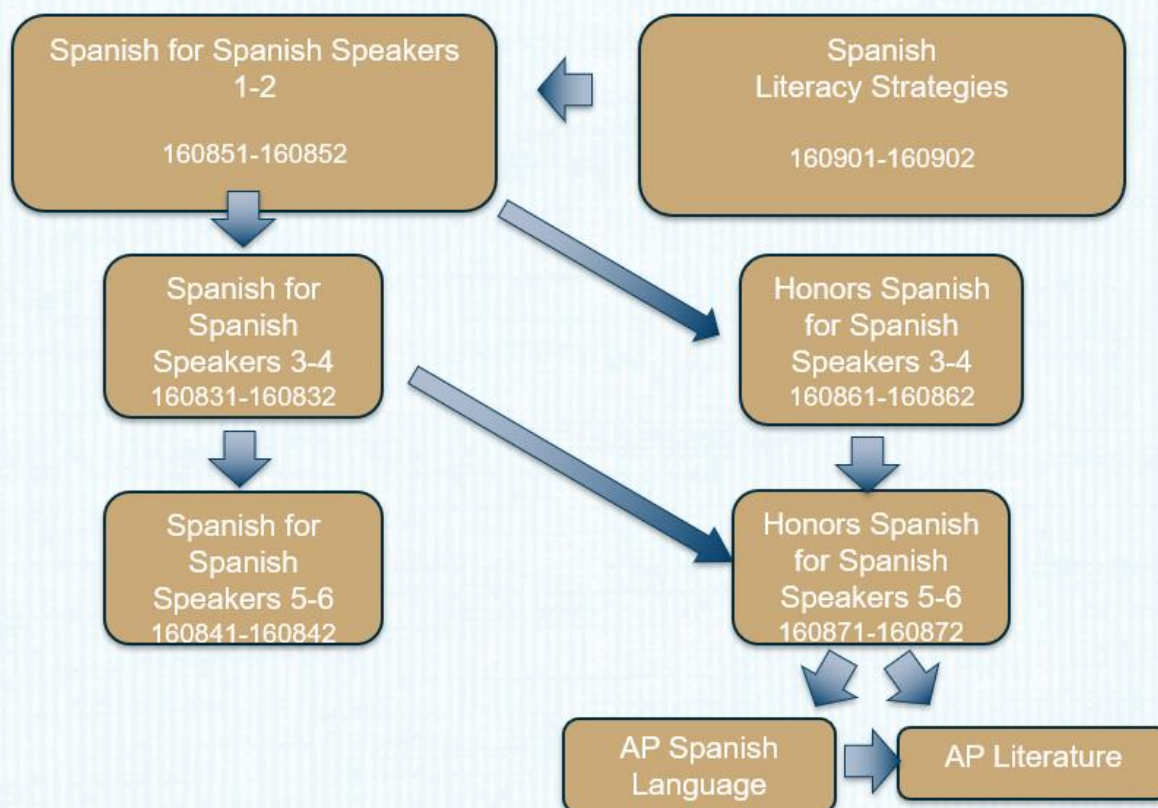 Spanish for Spanish Speakers
1-2
160851-160852
Spanish
Literacy Strategies
160901-160902
Spanish for
Spanish
Speakers 3-4
160831-160832
Honors Spanish
for Spanish
Speakers 3-4
160861-160862
Spanish for
Spanish
Speakers 5-6
160841-160842
Honors Spanish
for Spanish
Speakers 5-6
160871-160872
AP Spanish
Language
AP Literature